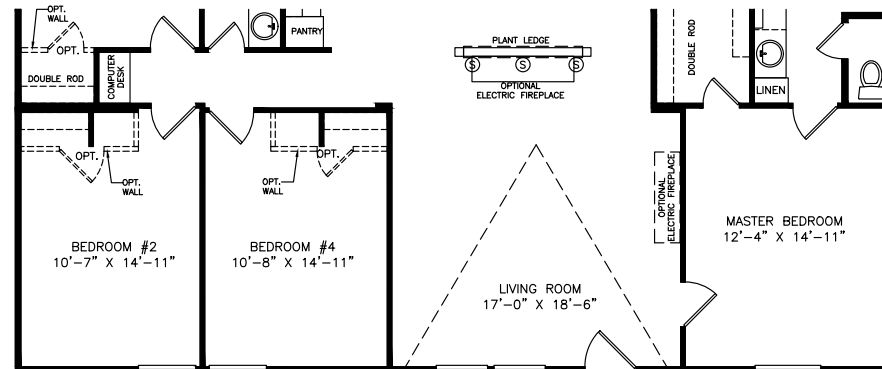 OPT.
WALL
OPT.
DOUBLE ROD
COMPUTER
DESK
PANTRY
PLANT LEDGE
S
S
S
OPTIONAL
ELECTRIC FIREPLACE
DOUBLE ROD
LINEN
OPT.
OPT.
WALL
OPT.
OPT.
WALL
OPTIONAL
ELECTRIC FIREPLACE
BEDROOM #2
10'-7" X 14'-11"
BEDROOM #4
10'-8" X 14'-11"
LIVING ROOM
17'-0" X 18'-6"
MASTER BEDROOM
12'-4" X 14'-11"